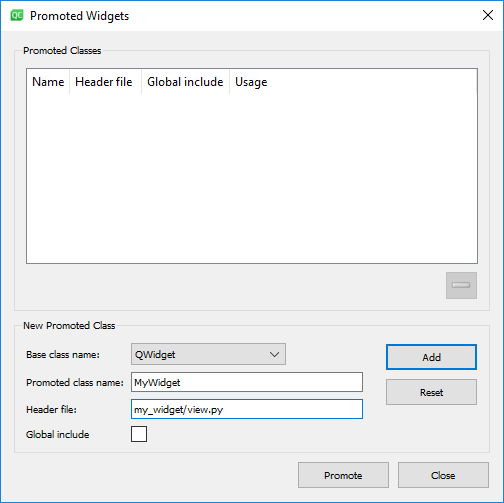 QC Promoted Widgets
Promoted Classes
Name Header file Global include Usage
New Promoted Class
Base class name: QWidget Add
Promoted class name: MyWidget
Reset
Header file: my_widget/view.py
Global include
Promote Close